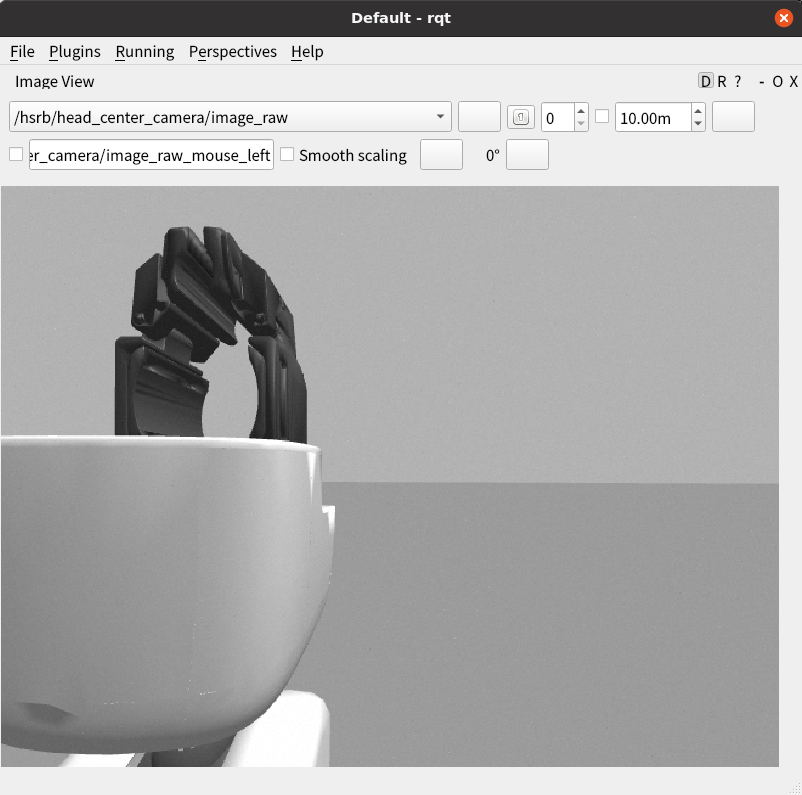 Default - rqt
File Plugins Running Perspectives Help
Image View D R ? - O X
/hsrb/head_center_camera/image_raw 0 10.00m
er_camera/image_raw_mouse_left Smooth scaling 0°